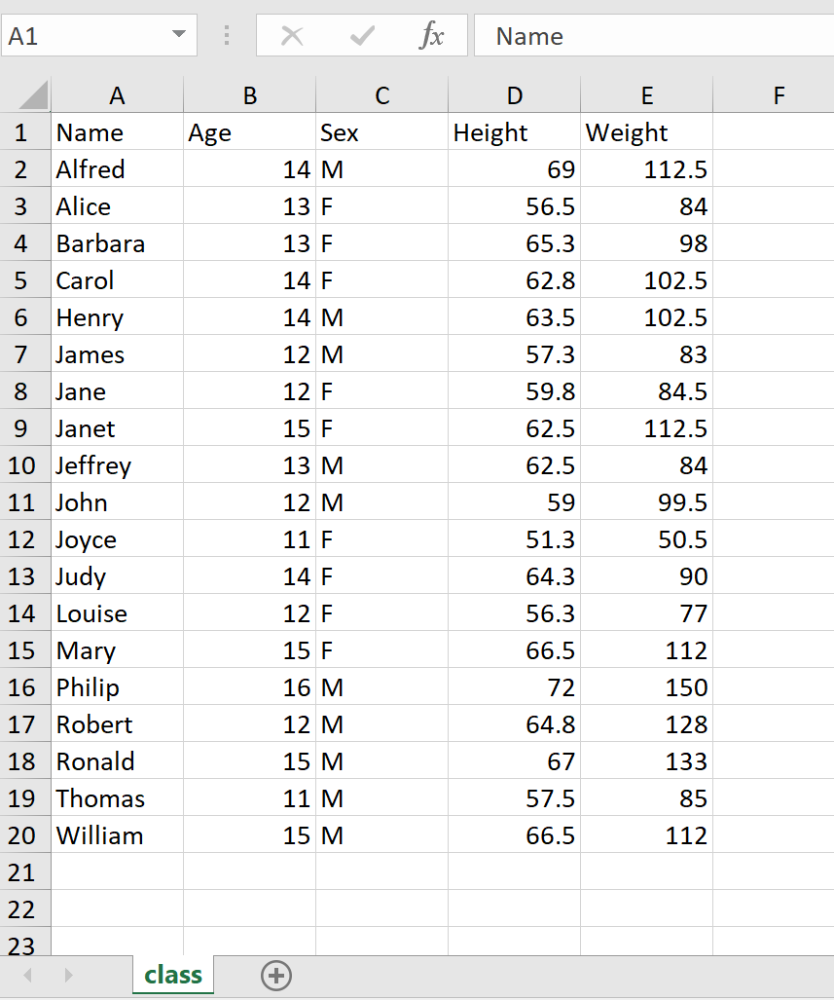 A1 fx Name
A B C D E F
1 Name Age Sex Height Weight
2 Alfred 14 M 69 112.5
3 Alice 13 F 56.5 84
4 Barbara 13 F 65.3 98
5 Carol 14 F 62.8 102.5
6 Henry 14 M 63.5 102.5
7 James 12 M 57.3 83
8 Jane 12 F 59.8 84.5
9 Janet 15 F 62.5 112.5
10 Jeffrey 13 M 62.5 84
11 John 12 M 59 99.5
12 Joyce 11 F 51.3 50.5
13 Judy 14 F 64.3 90
14 Louise 12 F 56.3 77
15 Mary 15 F 66.5 112
16 Philip 16 M 72 150
17 Robert 12 M 64.8 128
18 Ronald 15 M 67 133
19 Thomas 11 M 57.5 85
20 William 15 M 66.5 112
21
22
23
class